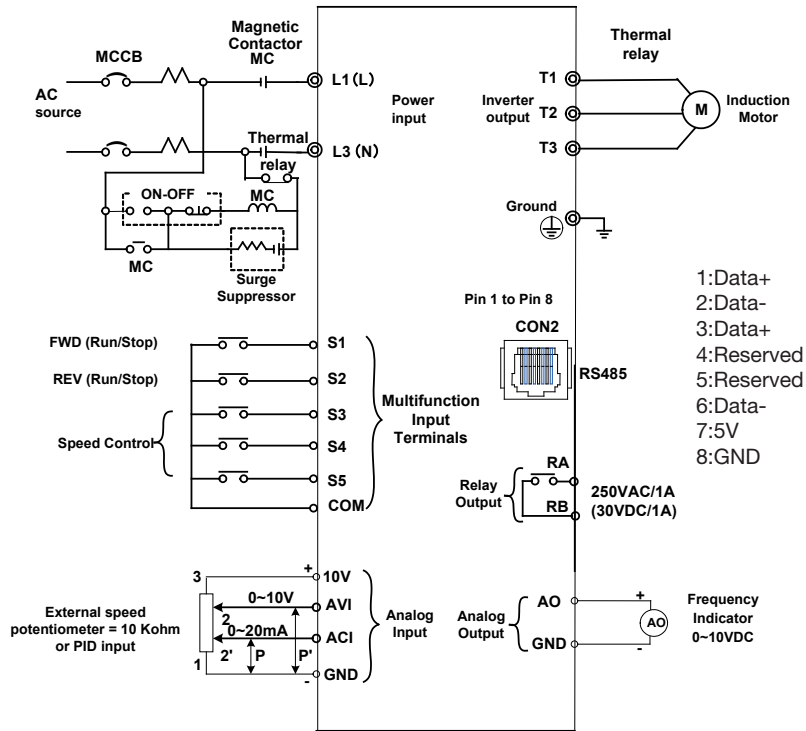 MCCB
Magnetic
Contactor
MC
L1(L)
AC
source
Power
input
Inverter
output
T1
T2
T3
Thermal
relay
M
Induction
Motor
Thermal
relay
L3 (N)
ON-OFF
MC
MC
Surge
Suppressor
Ground
Pin 1 to Pin 8
CON2
RS485
1:Data+
2:Data-
3:Data+
4:Reserved
5:Reserved
6:Data-
7:5V
8:GND
FWD (Run/Stop)
S1
REV (Run/Stop)
S2
Speed Control
S3
S4
S5
COM
Multifunction
Input
Terminals
Relay
Output
RA
RB
250VAC/1A
(30VDC/1A)
External speed
potentiometer = 10 Kohm
or PID input
3
+
10V
0~10V
AVI
2
0~20mA
ACI
1
2'
P
P'
-
GND
Analog
Input
Analog
Output
AO
GND
+
AO
-
Frequency
Indicator
0~10VDC